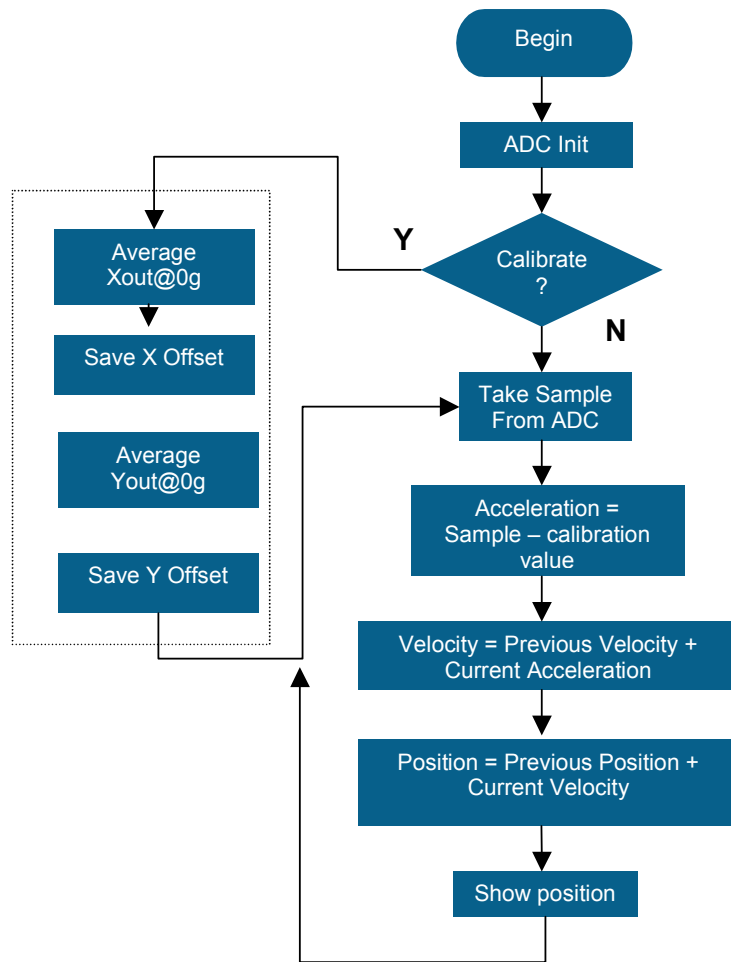 Begin
ADC Init
Y
Calibrate
?
N
Average
Xout@0g
Save X Offset
Average
Yout@0g
Save Y Offset
Take Sample
From ADC
Acceleration =
Sample – calibration
value
Velocity = Previous Velocity +
Current Acceleration
Position = Previous Position +
Current Velocity
Show position